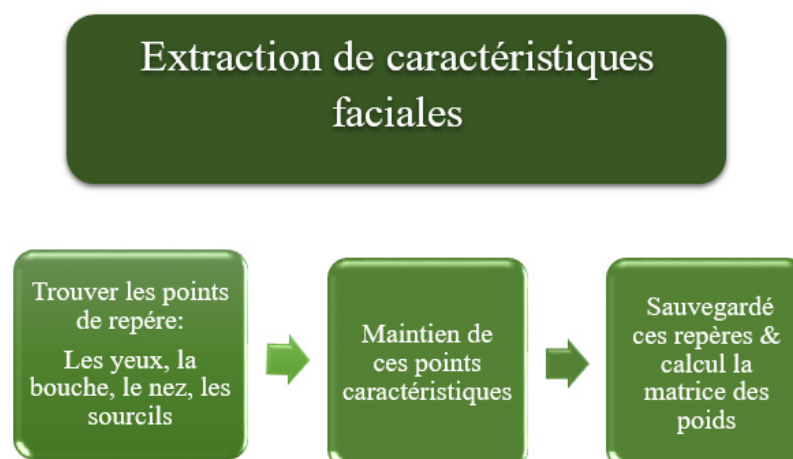 Extraction de caractéristiques
faciales
Trouver les points
de repére:
Les yeux, la
bouche, le nez, les
sourcils
Maintien de
ces points
caractéristiques
Sauvegardé
ces repères &
calcul la
matrice des
poids